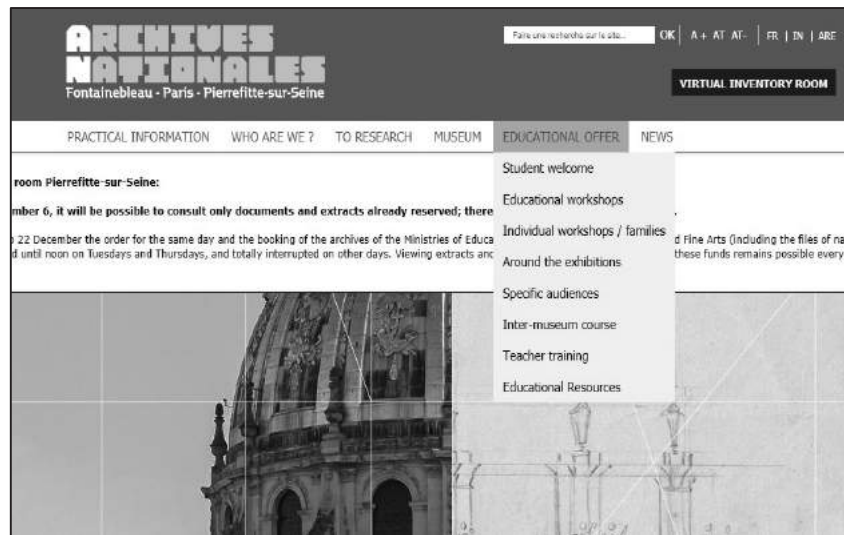 ARCHIVES
NATIONALES
Fontainebleau - Paris - Pierrefitte-sur-Seine
Faire une recherche sur le site...
OK
A + AT AT-
FR | IN | ARE
VIRTUAL INVENTORY ROOM
PRACTICAL INFORMATION
WHO ARE WE ?
TO RESEARCH
MUSEUM
EDUCATIONAL OFFER
NEWS
Student welcome
Educational workshops
Individual workshops / families
Around the exhibitions
Specific audiences
Inter-museum course
Teacher training
Educational Resources
room Pierrefitte-sur-Seine:
mber 6, it will be possible to consult only documents and extracts already reserved; there
22 December the order for the same day and the booking of the archives of the Ministries of Educa d Fine Arts (including the files of na
d until noon on Tuesdays and Thursdays, and totally interrupted on other days. Viewing extracts and these funds remains possible every